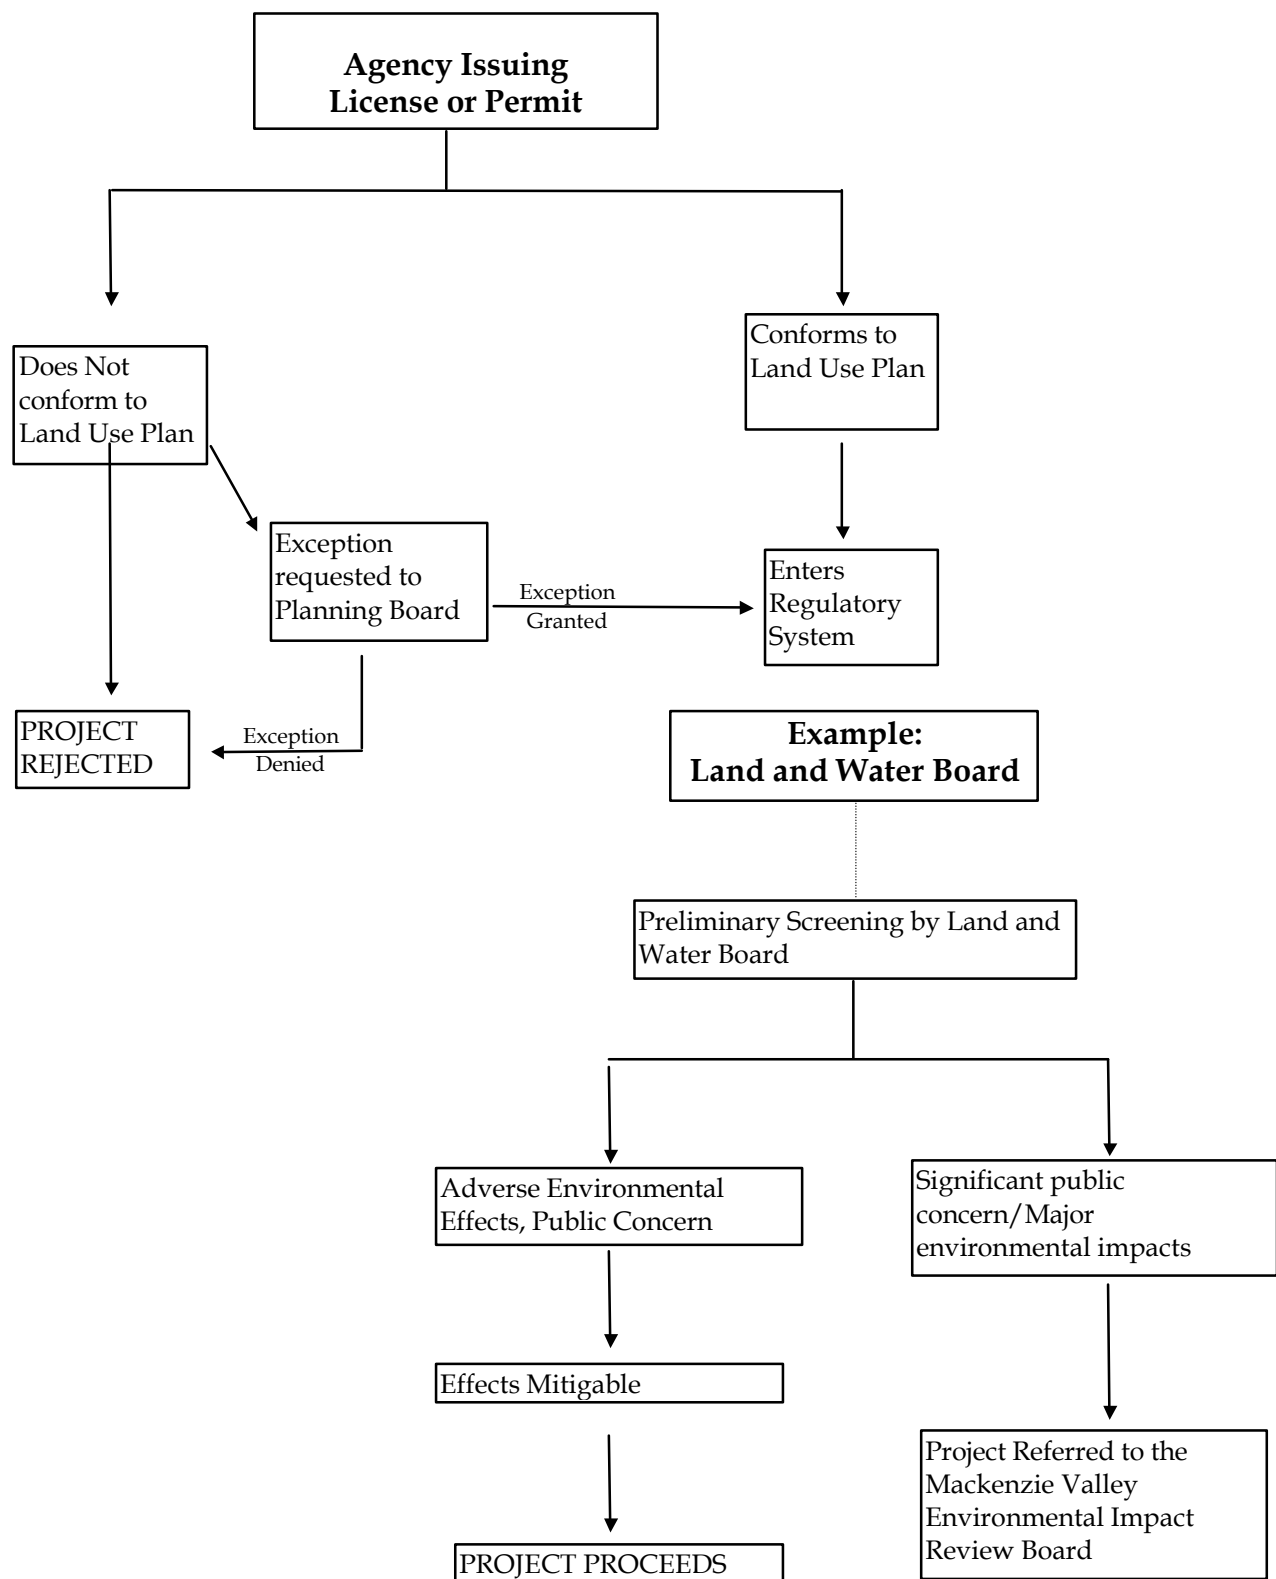 Agency Issuing
License or Permit
Does Not
conform to
Land Use Plan
Conforms to
Land Use Plan
Exception
requested to
Planning Board
Exception
Granted
Enters
Regulatory
System
PROJECT
REJECTED
Exception
Denied
Example:
Land and Water Board
Preliminary Screening by Land and
Water Board
Adverse Environmental
Effects, Public Concern
Significant public
concern/Major
environmental impacts
Effects Mitigable
Project Referred to the
Mackenzie Valley
Environmental Impact
Review Board
PROJECT PROCEEDS